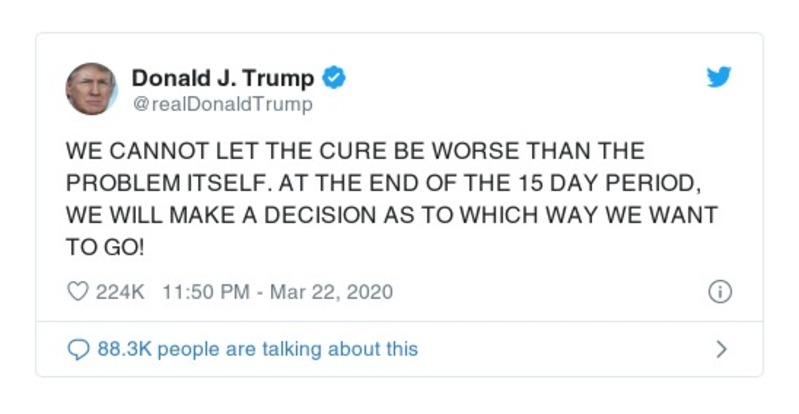 Donald J. Trump
@realDonaldTrump
WE CANNOT LET THE CURE BE WORSE THAN THE
PROBLEM ITSELF. AT THE END OF THE 15 DAY PERIOD,
WE WILL MAKE A DECISION AS TO WHICH WAY WE WANT
TO GO!
224K 11:50 PM - Mar 22, 2020
88.3K people are talking about this